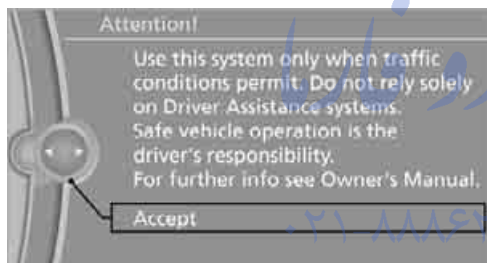 Attention!
Use this system only when traffic
conditions permit. Do not rely solely
on Driver Assistance systems.
Safe vehicle operation is the
driver's responsibility.
For further info see Owner's Manual.
Accept